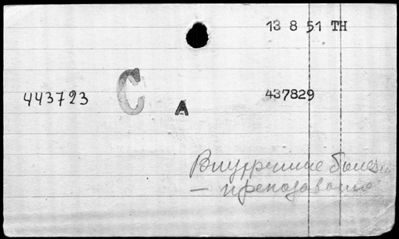 13 8 51 TH
443723 С А 437829
Внутренние болезни
— преподавание